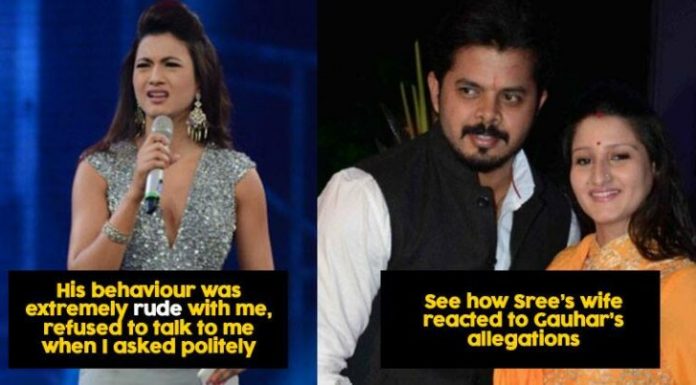 His behaviour was
extremely rude with me,
refused to talk to me
when I asked politely
See how Sree's wife
reacted to Gauhar's
allegations